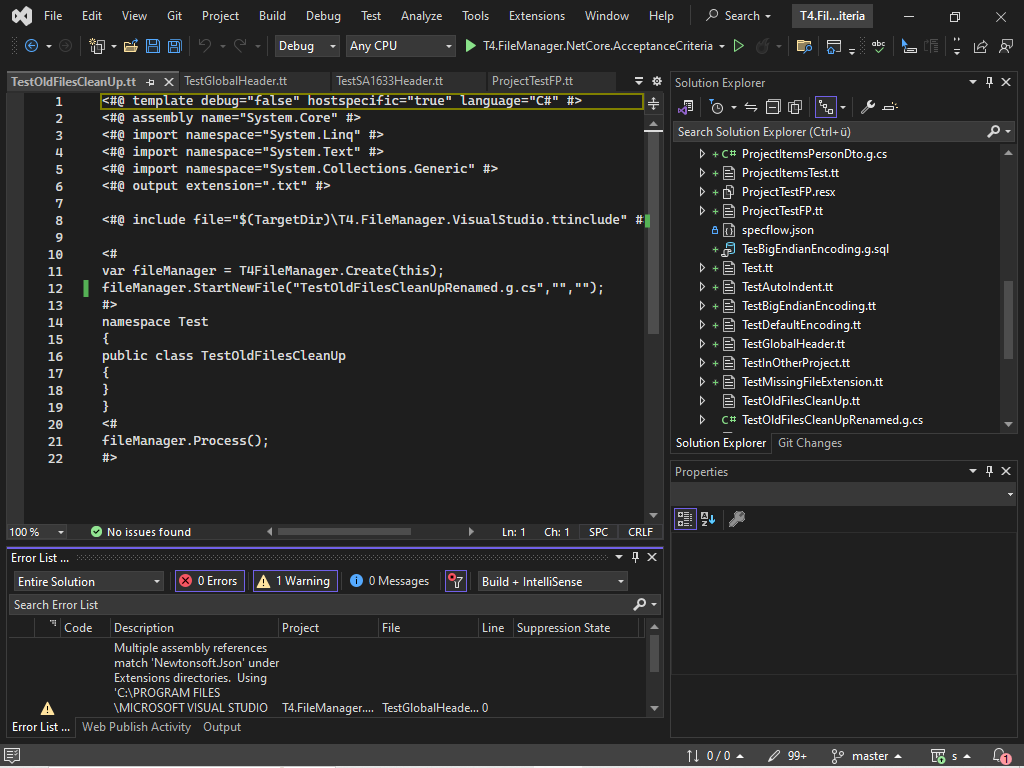 File Edit View Git Project Build Debug Test Analyze Tools Extensions Window Help Search T4.Fil...iteria
Debug Any CPU T4.FileManager.NetCore.AcceptanceCriteria abc
TestOldFilesCleanUp.tt TestGlobalHeader.tt TestSA1633Header.tt ProjectTestFP.tt
1 <#@ template debug="false" hostspecific="true" language="C#" #>
2 <#@ assembly name="System.Core" #>
3 <#@ import namespace="System.Linq" #>
4 <#@ import namespace="System.Text" #>
5 <#@ import namespace="System.Collections.Generic" #>
6 <#@ output extension=".txt" #>
7
8 <#@ include file="$(TargetDir)\T4.FileManager.VisualStudio.ttinclude" #
9
10 <#
11 var fileManager = T4FileManager.Create(this);
12 fileManager.StartNewFile("TestOldFilesCleanUpRenamed.g.cs","","");
13 #>
14 namespace Test
15 {
16 public class TestOldFilesCleanUp
17 {
18 }
19 }
20 <#
21 fileManager.Process();
22 #>
100 % No issues found Ln: 1 Ch: 1 SPC CRLF
Error List ...
Entire Solution 0 Errors 1 Warning 0 Messages Build + IntelliSense
Search Error List
Code Description Project File Line Suppression State
Multiple assembly references
match 'Newtonsoft.Json' under
Extensions directories. Using
'C:\PROGRAM FILES
\MICROSOFT VISUAL STUDIO T4.FileManager.... TestGlobalHeade... 0
Error List ... Web Publish Activity Output
Solution Explorer
Search Solution Explorer (Ctrl+ü)
C# ProjectItemsPersonDto.g.cs
ProjectItemsTest.tt
ProjectTestFP.resx
ProjectTestFP.tt
specflow.json
TesBigEndianEncoding.g.sql
Test.tt
TestAutoIndent.tt
TestBigEndianEncoding.tt
TestDefaultEncoding.tt
TestGlobalHeader.tt
TestInOtherProject.tt
TestMissingFileExtension.tt
TestOldFilesCleanUp.tt
C# TestOldFilesCleanUpRenamed.g.cs
Solution Explorer Git Changes
Properties
0 / 0 99+ master s 1